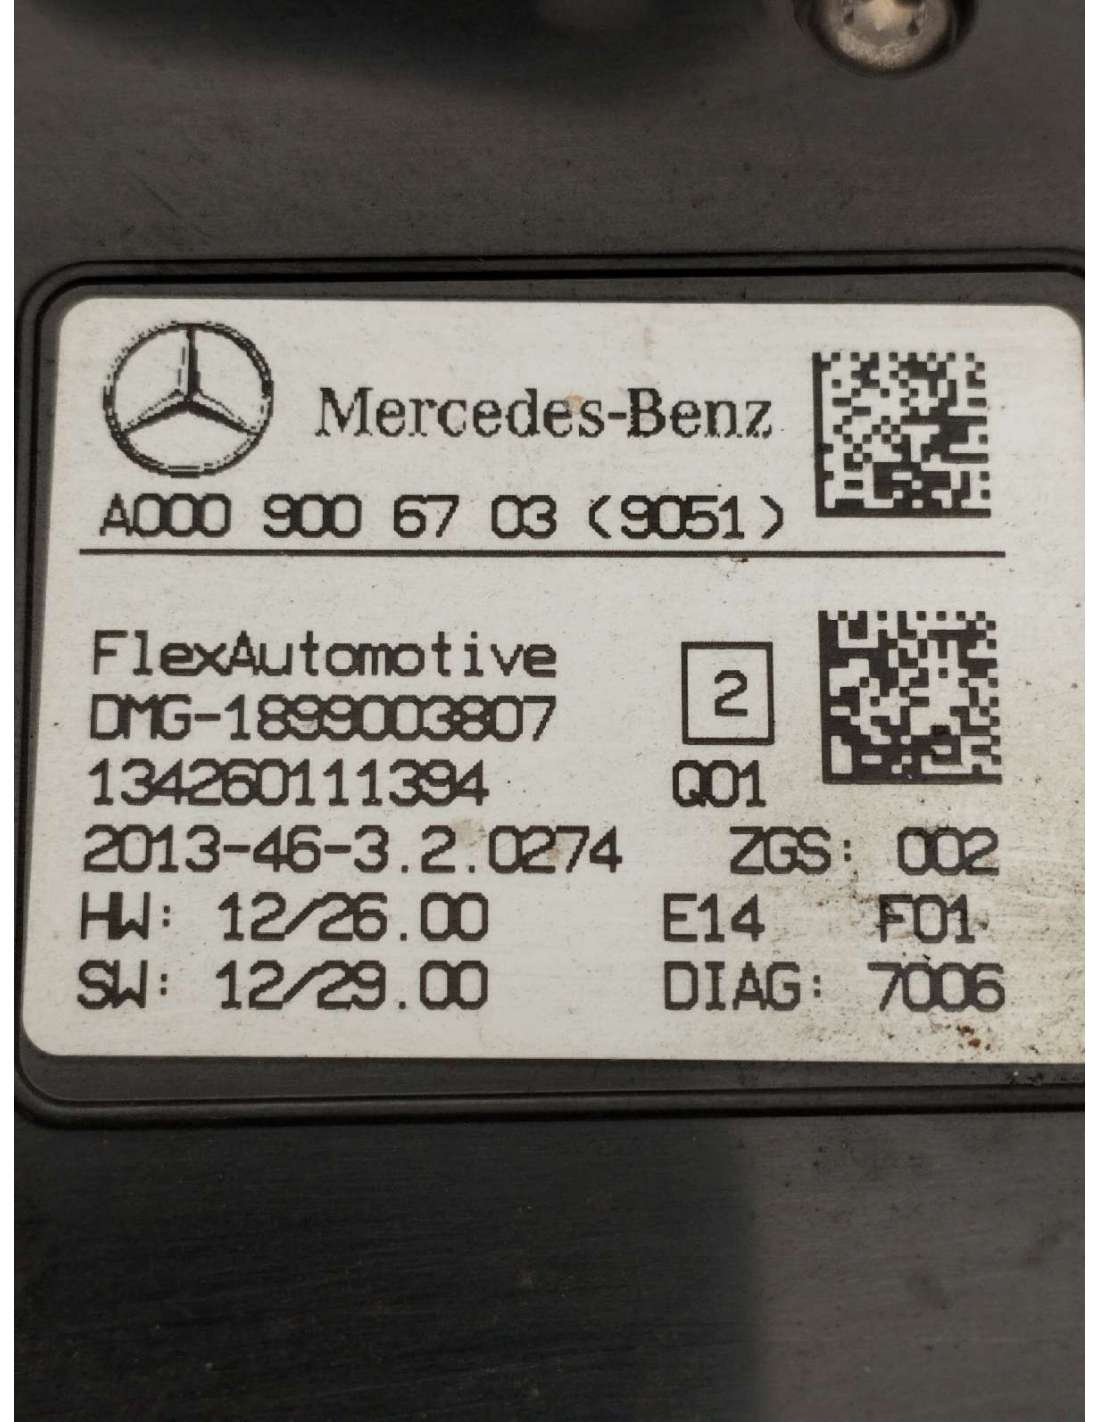 Mercedes-Benz
A000 900 67 03 (9051)
FlexAutomotive
DMG-1899003807
2
134260111394 Q01
2013-46-3.2.0274 ZGS: 002
HW: 12/26.00 E14 F01
SW: 12/29.00 DIAG: 7006